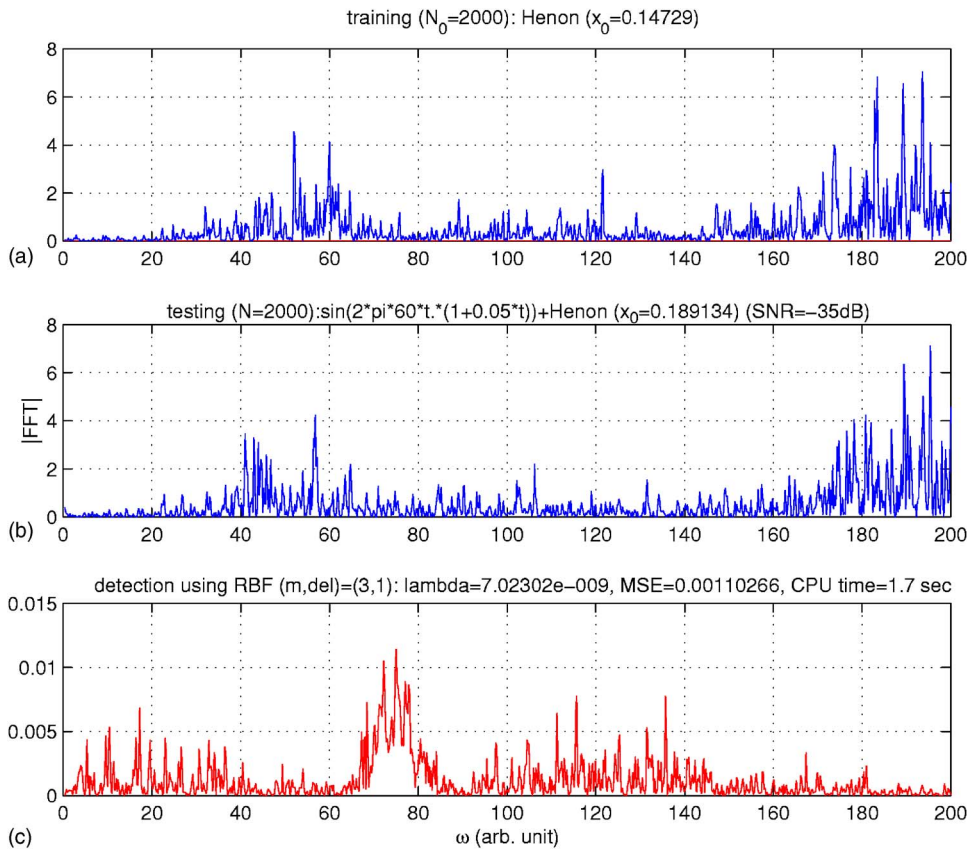 training (N0=2000): Henon (x0=0.14729)
8
6
4
2
0
(a)
0 20 40 60 80 100 120 140 160 180 200
testing (N=2000):sin(2*pi*60*t.*(1+0.05*t))+Henon (x0=0.189134) (SNR=−35dB)
8
6
4
2
0
|FFT|
(b)
0 20 40 60 80 100 120 140 160 180 200
detection using RBF (m,del)=(3,1): lambda=7.02302e−009, MSE=0.00110266, CPU time=1.7 sec
0.015
0.01
0.005
0
(c)
0 20 40 60 80 100 120 140 160 180 200
ω (arb. unit)